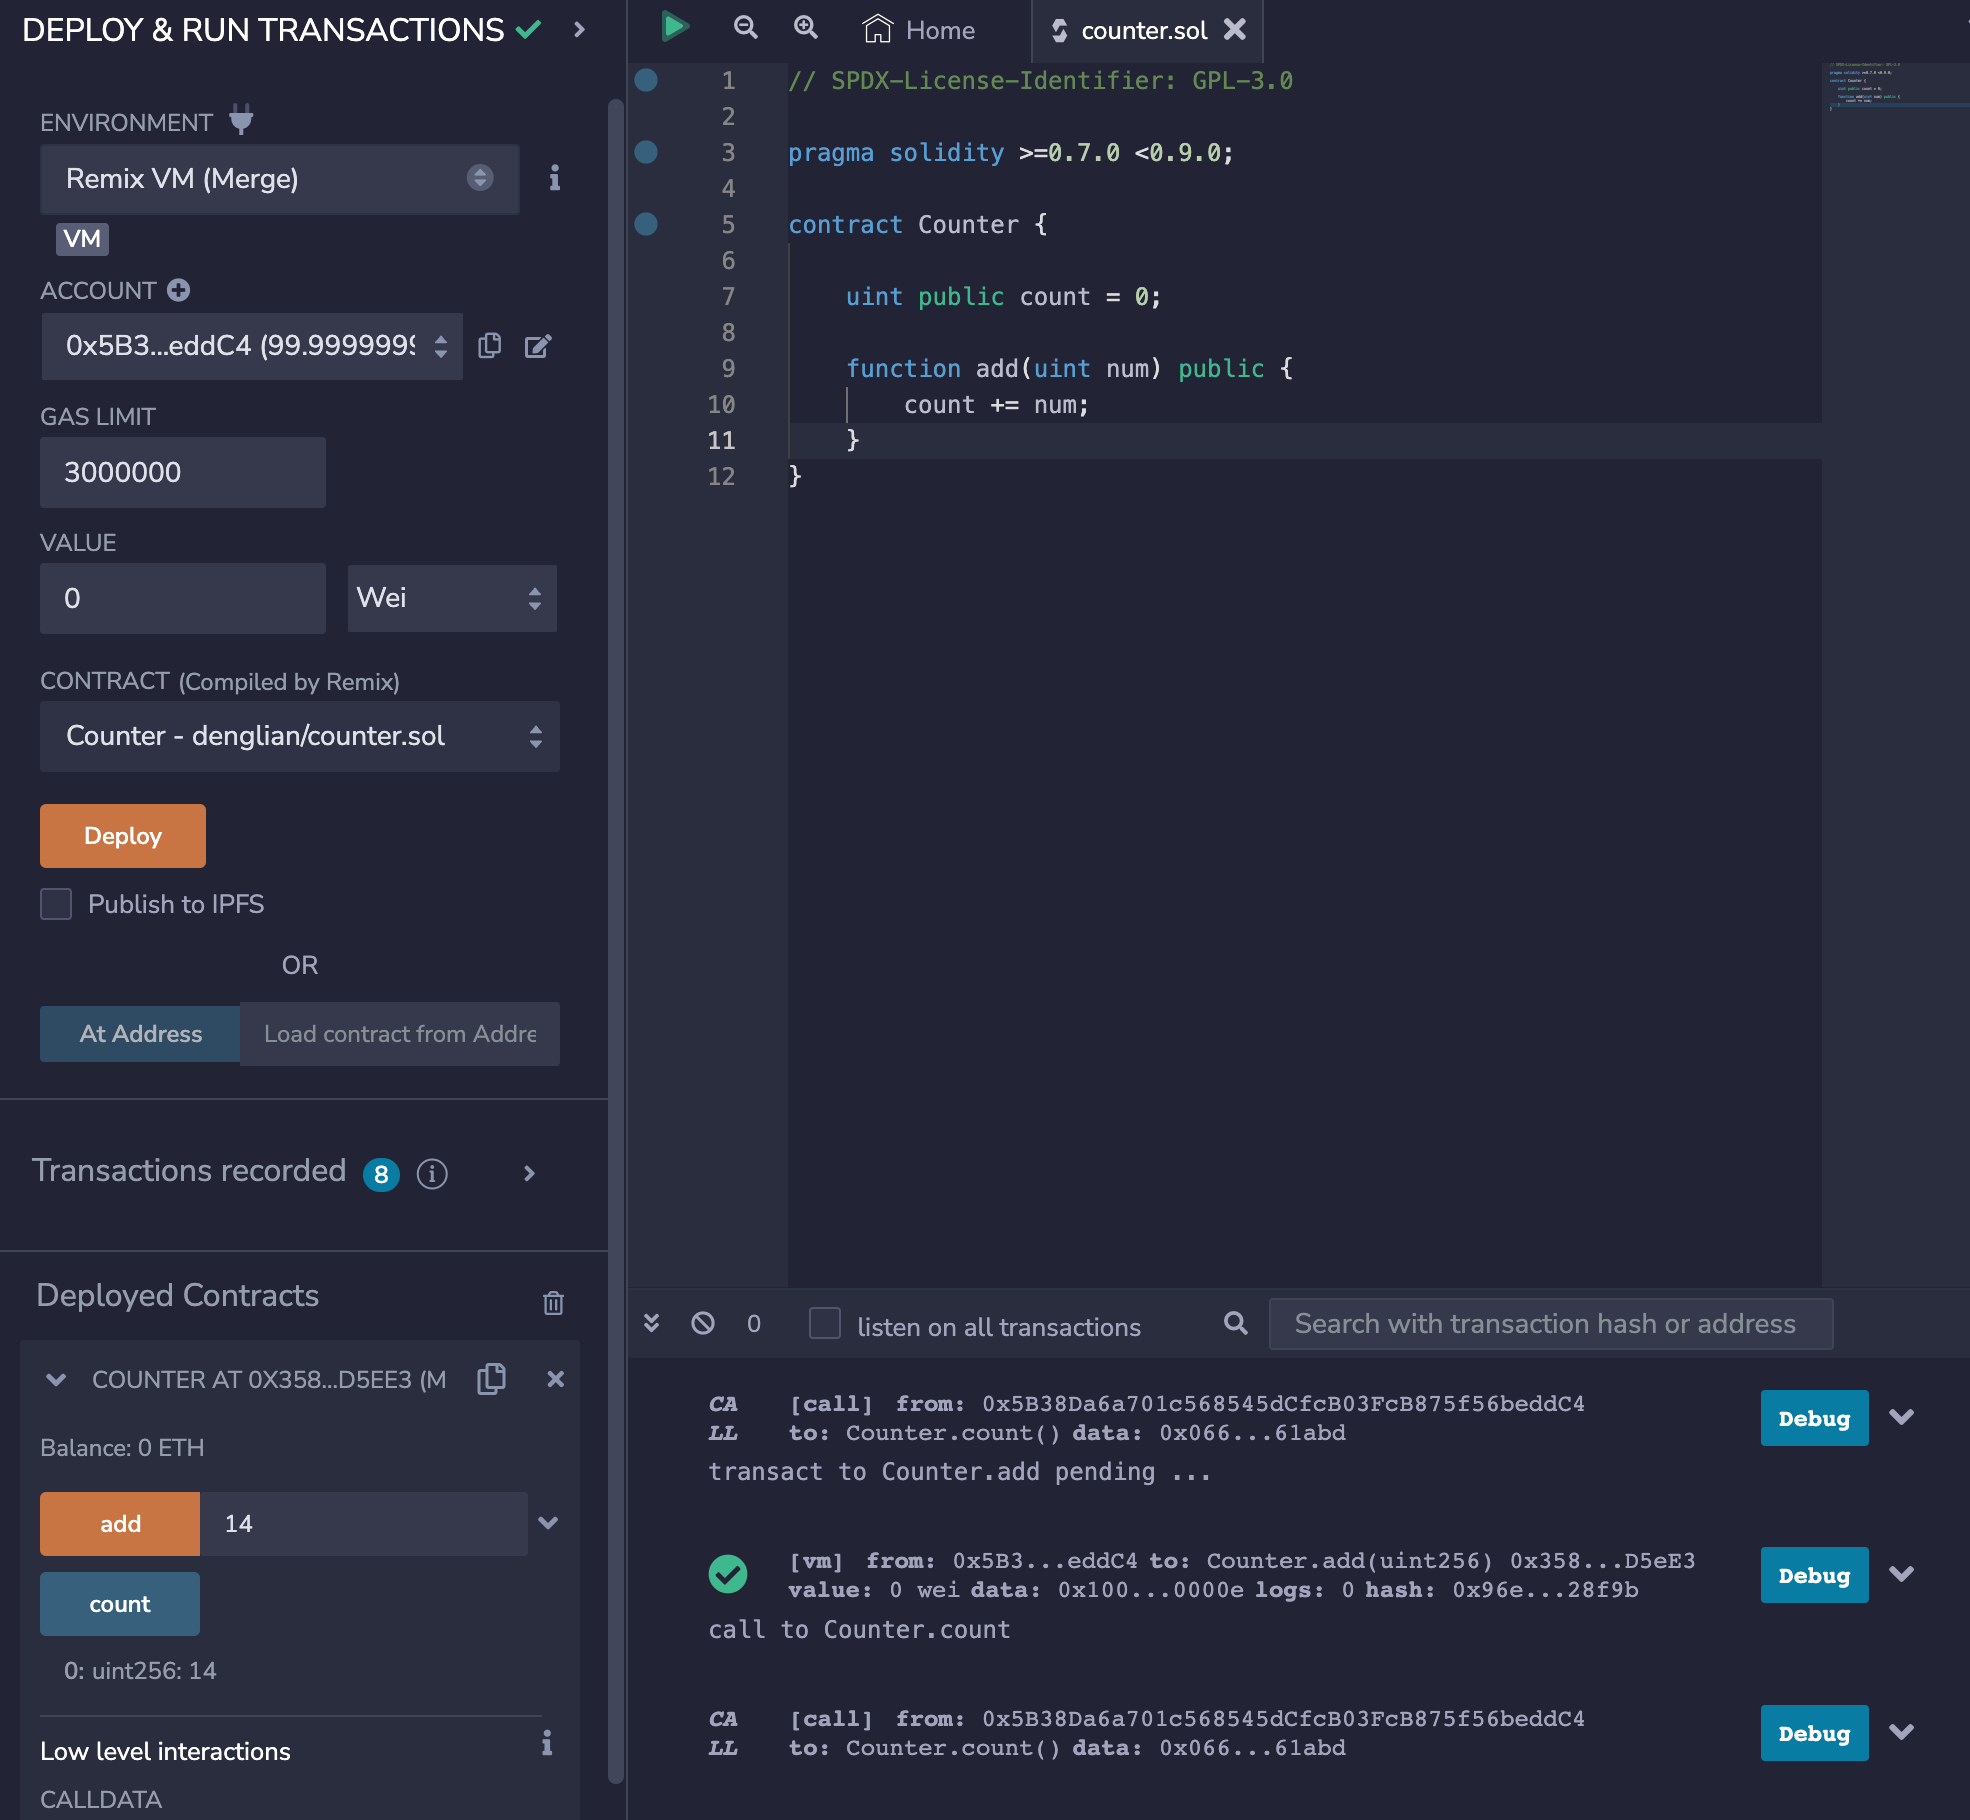 DEPLOY & RUN TRANSACTIONS
ENVIRONMENT
Remix VM (Merge)
VM
ACCOUNT
0x5B3...eddC4 (99.9999999
GAS LIMIT
3000000
VALUE
0
Wei
CONTRACT (Compiled by Remix)
Counter - denglian/counter.sol
Deploy
Publish to IPFS
OR
At Address
Load contract from Addre
Transactions recorded 8
Deployed Contracts
COUNTER AT 0X358...D5EE3 (M
Balance: 0 ETH
add
14
count
0: uint256: 14
Low level interactions
CALLDATA
Home
counter.sol
1 // SPDX-License-Identifier: GPL-3.0
2
3 pragma solidity >=0.7.0 <0.9.0;
4
5 contract Counter {
6
7 uint public count = 0;
8
9 function add(uint num) public {
10 count += num;
11 }
12 }
0
listen on all transactions
Search with transaction hash or address
CALL [call] from: 0x5B38Da6a701c568545dCfcB03FcB875f56beddC4
to: Counter.count() data: 0x066...61abd
Debug
transact to Counter.add pending ...
[vm] from: 0x5B3...eddC4 to: Counter.add(uint256) 0x358...D5eE3
value: 0 wei data: 0x100...0000e logs: 0 hash: 0x96e...28f9b
Debug
call to Counter.count
CALL [call] from: 0x5B38Da6a701c568545dCfcB03FcB875f56beddC4
to: Counter.count() data: 0x066...61abd
Debug